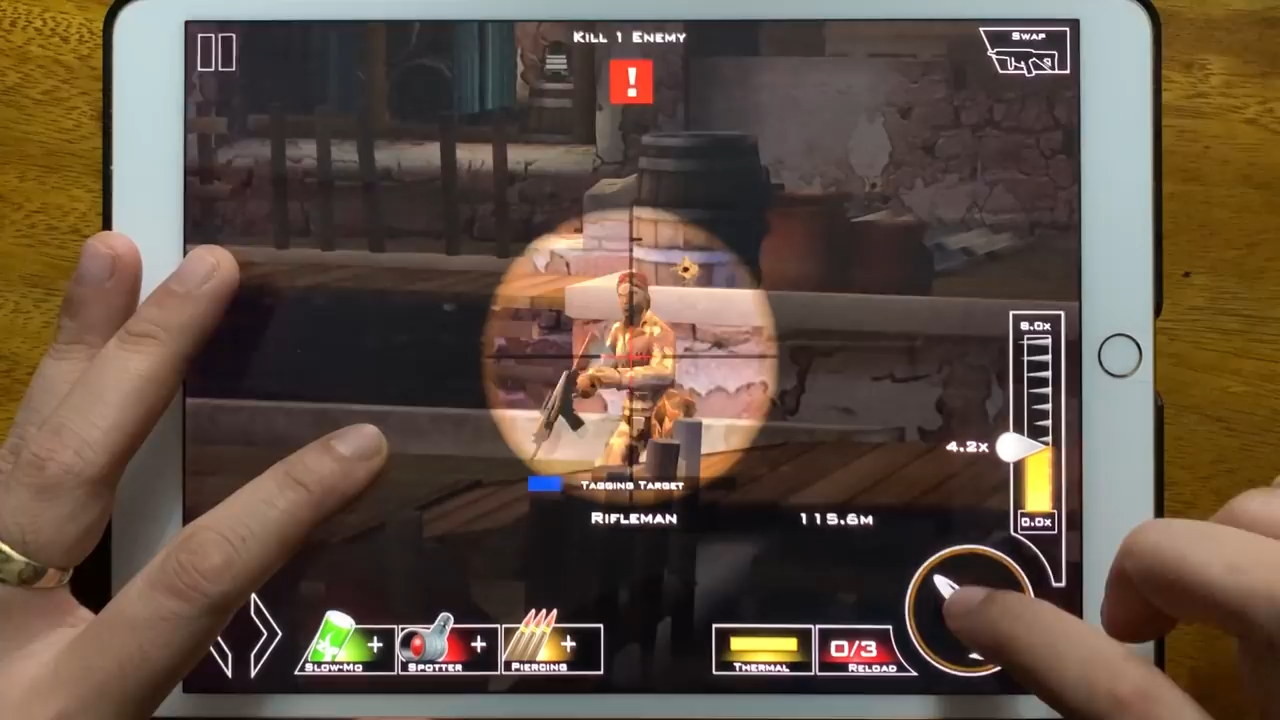 KILL 1 ENEMY
SWAP
!
8.0x
4.2x
TAGGING TARGET
RIFLEMAN 115.6M
0.0x
SLOW-MO +
SPOTTER +
PIERCING +
THERMAL
0/3
RELOAD